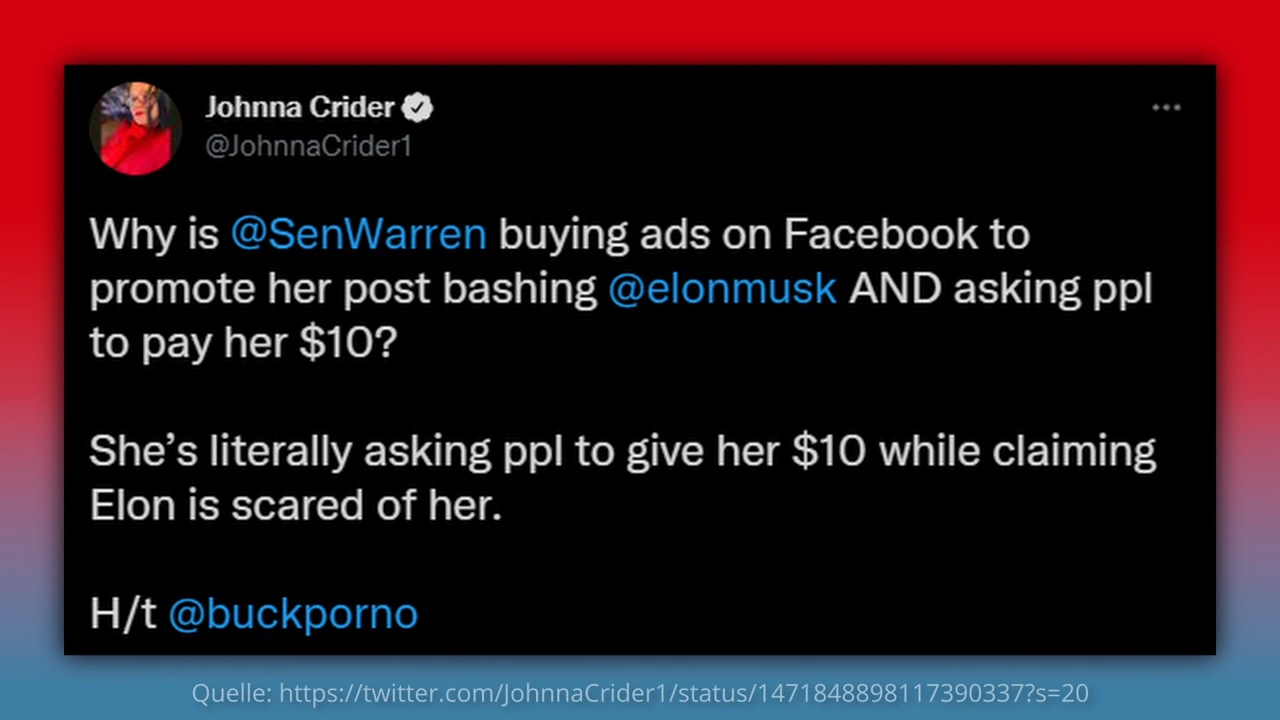 Johnna Crider
@JohnnaCrider1
Why is @SenWarren buying ads on Facebook to
promote her post bashing @elonmusk AND asking ppl
to pay her $10?
She’s literally asking ppl to give her $10 while claiming
Elon is scared of her.
H/t @buckporno
Quelle: https://twitter.com/JohnnaCrider1/status/1471848898117390337?s=20